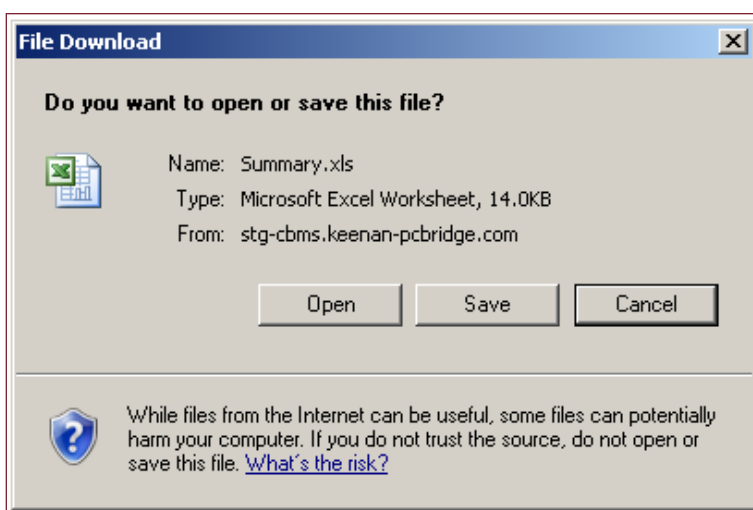 File Download
Do you want to open or save this file?
Name: Summary.xls
Type: Microsoft Excel Worksheet, 14.0KB
From: stg-cbms.keenan-pcbridge.com
Open Save Cancel
While files from the Internet can be useful, some files can potentially
harm your computer. If you do not trust the source, do not open or
save this file. What's the risk?